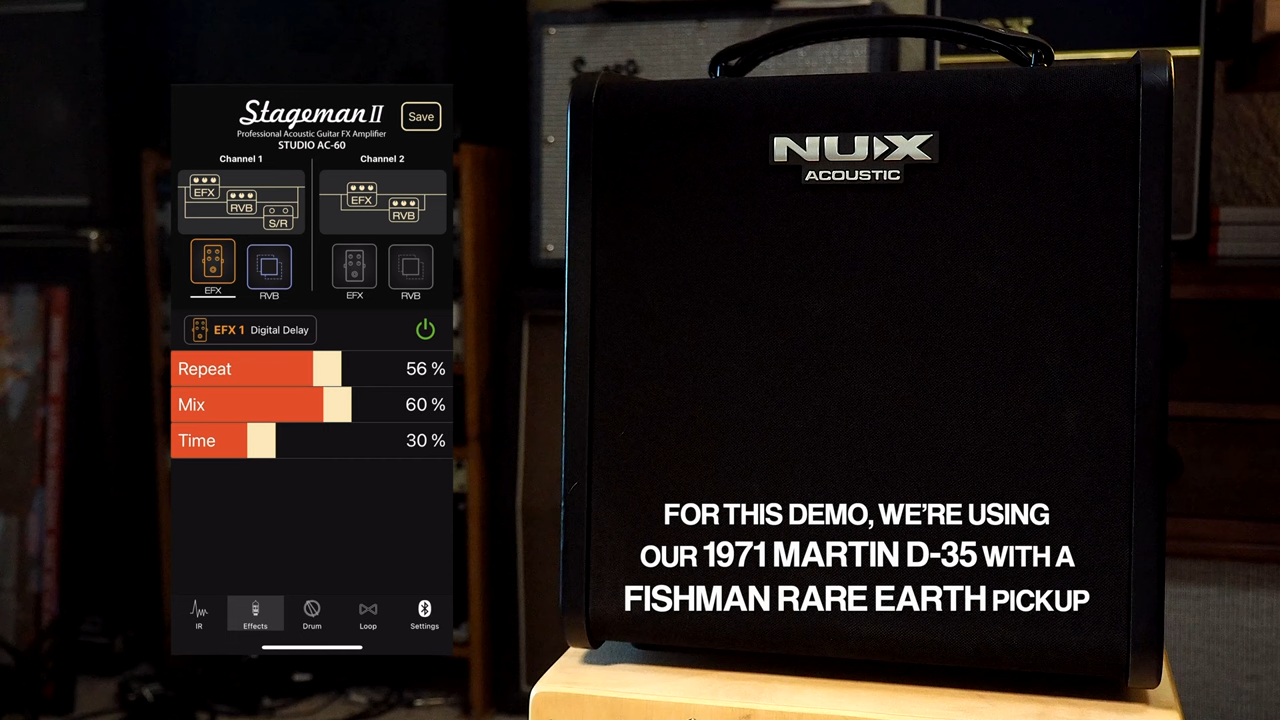 Stageman II
Save
Professional Acoustic Guitar FX Amplifier
STUDIO AC-60
Channel 1
Channel 2
EFX
RVB
S/R
EFX
RVB
EFX
RVB
EFX
RVB
EFX 1 Digital Delay
Repeat 56 %
Mix 60 %
Time 30 %
IR
Effects
Drum
Loop
Settings
NUX
ACOUSTIC
FOR THIS DEMO, WE'RE USING
OUR 1971 MARTIN D-35 WITH A
FISHMAN RARE EARTH PICKUP